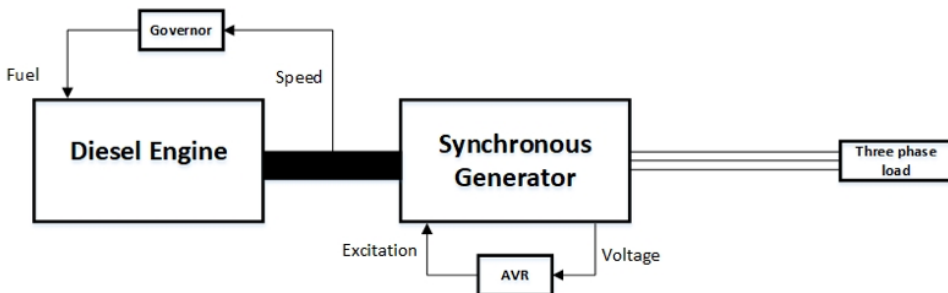 Governor
Fuel
Speed
Diesel Engine
Synchronous
Generator
Three phase
load
Excitation
Voltage
AVR